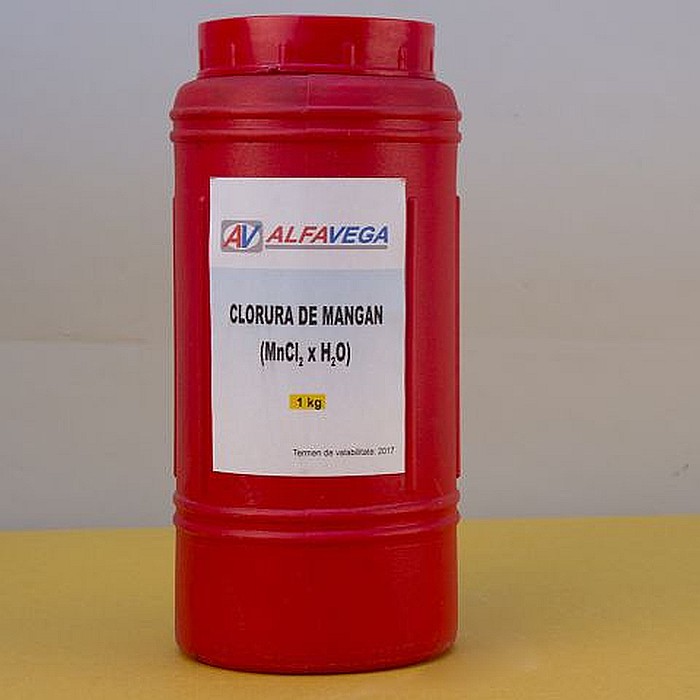 AV ALFAVEGA
CLORURA DE MANGAN
(MnCl₂ x H₂O)
1 kg
Termen de valabilitate: 2017